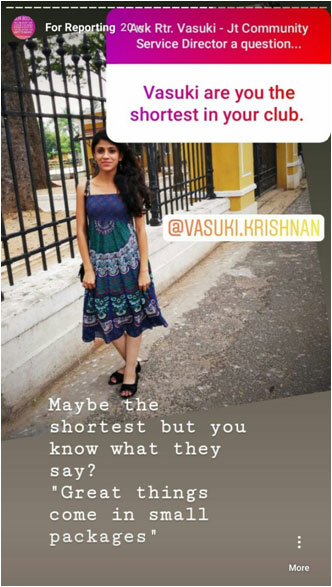 For Reporting 20w
Ask Rtr. Vasuki - Jt Community
Service Director a question...
Vasuki are you the
shortest in your club.
@VASUKI.KRISHNAN
Maybe the
shortest but you
know what they
say?
"Great things
come in small
packages"
More